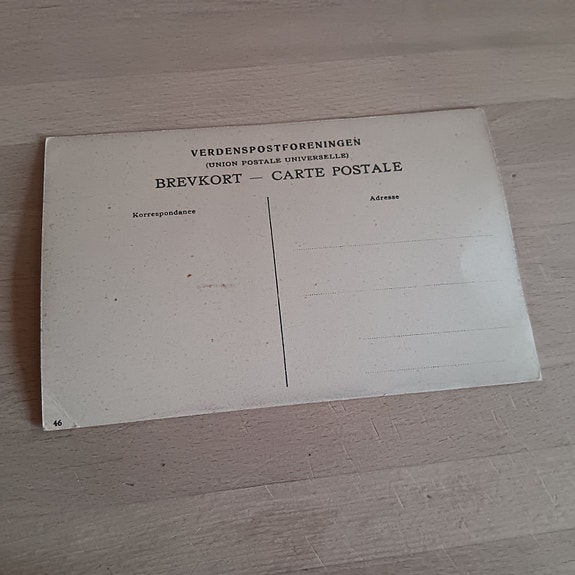 VERDENSPOSTFORENINGEN
(UNION POSTALE UNIVERSELLE)
BREVKORT — CARTE POSTALE
Korrespondance
Adresse
46